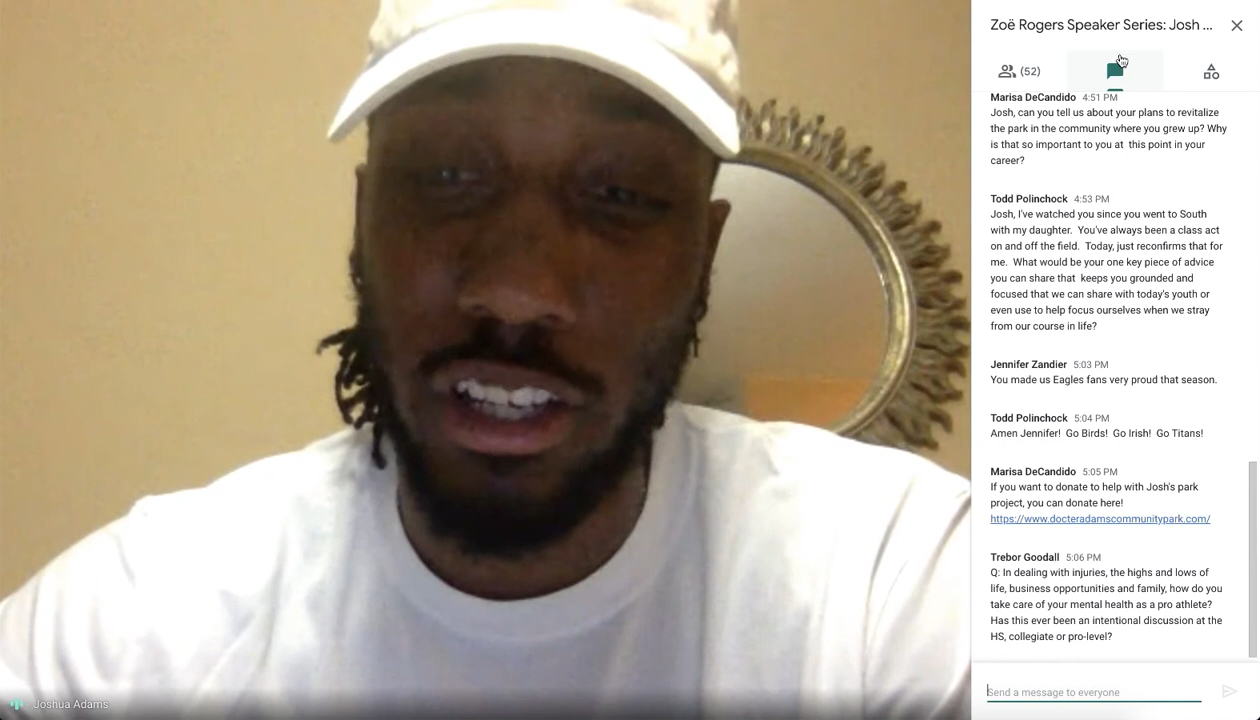 Zoë Rogers Speaker Series: Josh ...
(52)
Marisa DeCandido 4:51 PM
Josh, can you tell us about your plans to revitalize
the park in the community where you grew up? Why
is that so important to you at  this point in your
career?
Todd Polinchock 4:53 PM
Josh, I've watched you since you went to South
with my daughter.  You've always been a class act
on and off the field.  Today, just reconfirms that for
me.  What would be your one key piece of advice
you can share that  keeps you grounded and
focused that we can share with today's youth or
even use to help focus ourselves when we stray
from our course in life?
Jennifer Zandier 5:03 PM
You made us Eagles fans very proud that season.
Todd Polinchock 5:04 PM
Amen Jennifer!  Go Birds!  Go Irish!  Go Titans!
Marisa DeCandido 5:05 PM
If you want to donate to help with Josh's park
project, you can donate here!
https://www.docteradamscommunitypark.com/
Trebor Goodall 5:06 PM
Q: In dealing with injuries, the highs and lows of
life, business opportunities and family, how do you
take care of your mental health as a pro athlete?
Has this ever been an intentional discussion at the
HS, collegiate or pro-level?
Send a message to everyone
Joshua Adams